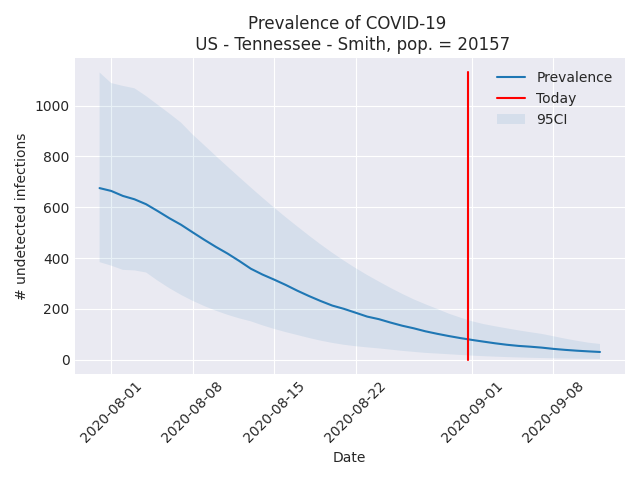 Prevalence of COVID-19
US - Tennessee - Smith, pop. = 20157
Prevalence
Today
95CI
# undetected infections
1000
800
600
400
200
0
2020-08-01
2020-08-08
2020-08-15
2020-08-22
2020-09-01
2020-09-08
Date